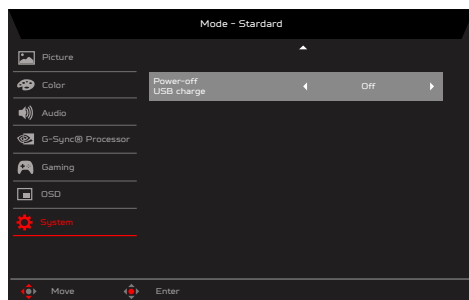 Mode - Stardard
Picture
Color
Audio
G-Sync® Processor
Gaming
OSD
System
Power-off
USB charge
Off
Move
Enter